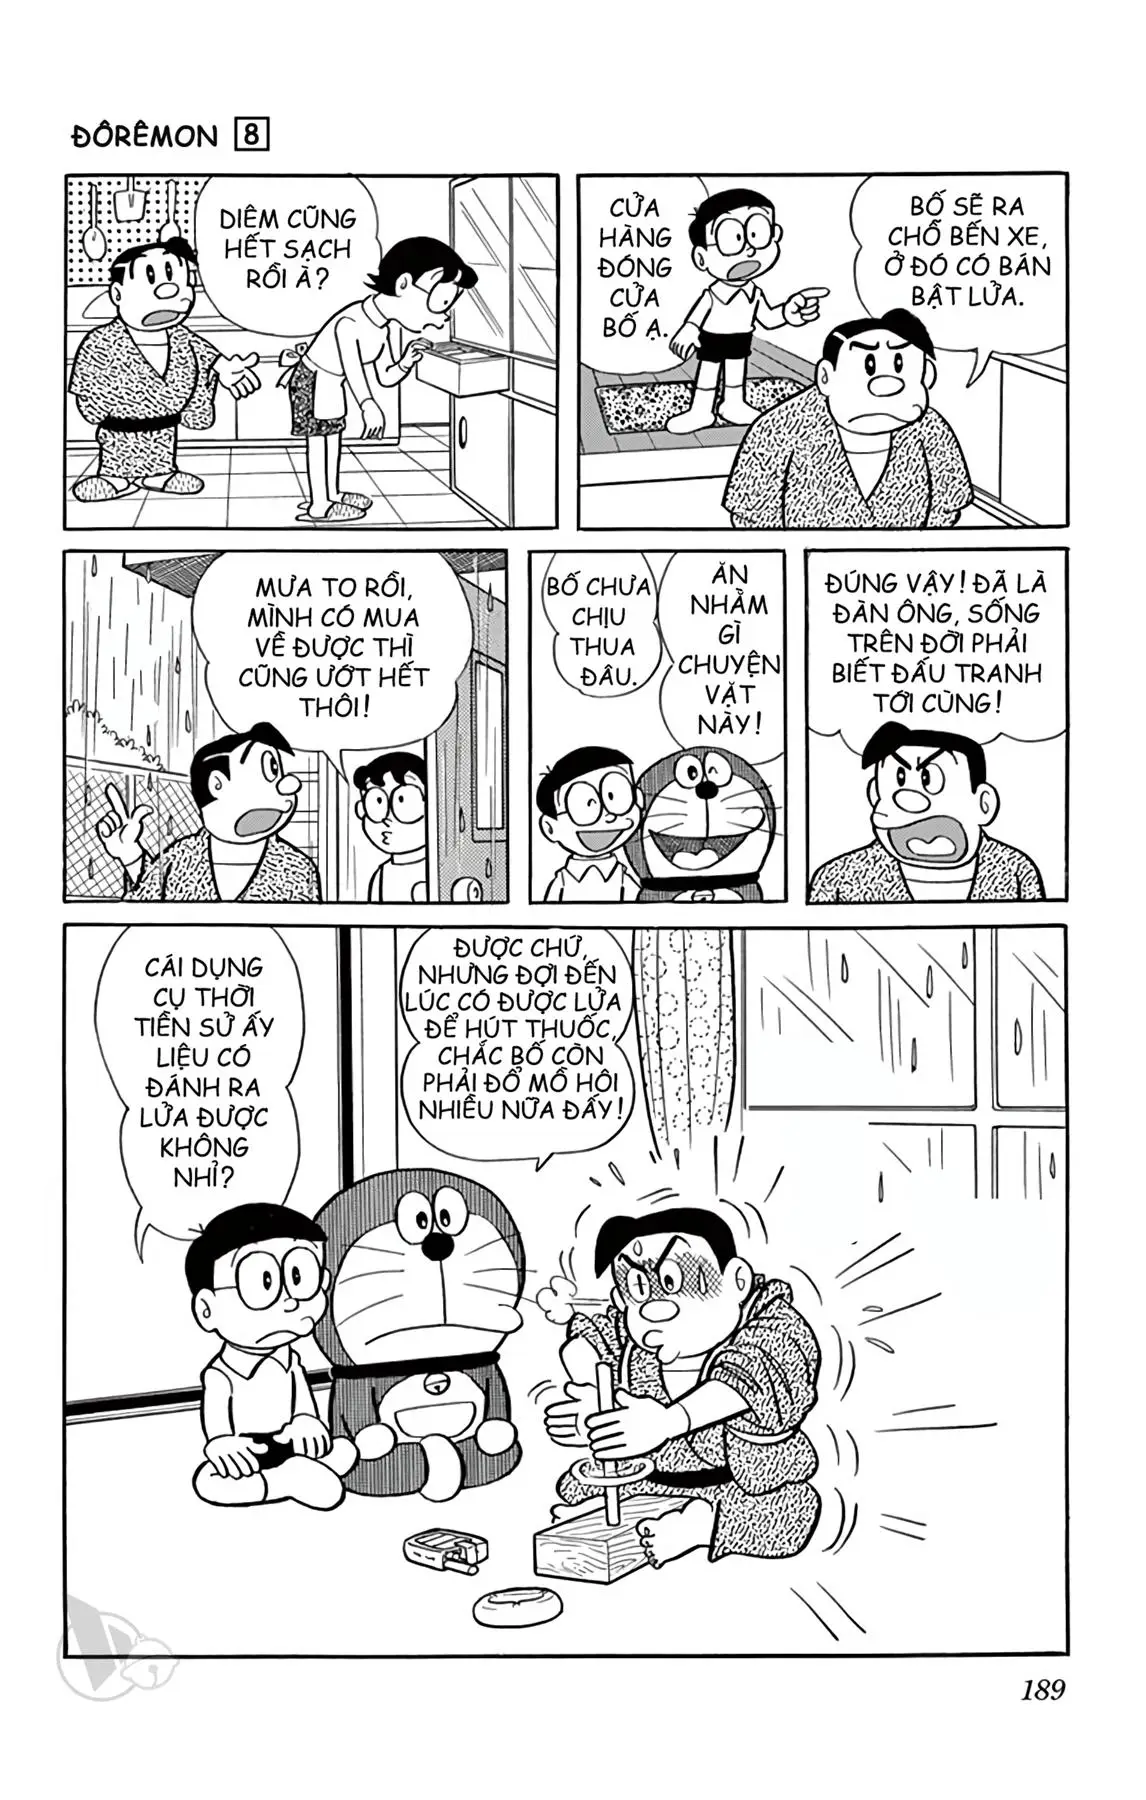 ĐÔRÊMON 8
DIÊM CŨNG
HẾT SẠCH
RỒI À?
CỬA
HÀNG
ĐÓNG
CỬA
BỐ Ạ.
BỐ SẼ RA
CHỖ BẾN XE,
Ở ĐÓ CÓ BÁN
BẬT LỬA.
MƯA TO RỒI,
MÌNH CÓ MUA
VỀ ĐƯỢC THÌ
CŨNG ƯỚT HẾT
THÔI!
BỐ CHƯA
CHỊU
THUA
ĐÂU.
ĂN
NHẰM
GÌ
CHUYỆN
VẶT
NÀY!
ĐÚNG VẬY! ĐÃ LÀ
ĐÀN ÔNG, SỐNG
TRÊN ĐỜI PHẢI
BIẾT ĐẤU TRANH
TỚI CÙNG!
CÁI DỤNG
CỤ THỜI
TIỀN SỬ ẤY
LIỆU CÓ
ĐÁNH RA
LỬA ĐƯỢC
KHÔNG
NHỈ?
ĐƯỢC CHỨ,
NHƯNG ĐỢI ĐẾN
LÚC CÓ ĐƯỢC LỬA
ĐỂ HÚT THUỐC,
CHẮC BỐ CÒN
PHẢI ĐỔ MỒ HÔI
NHIỀU NỮA ĐẤY!
189